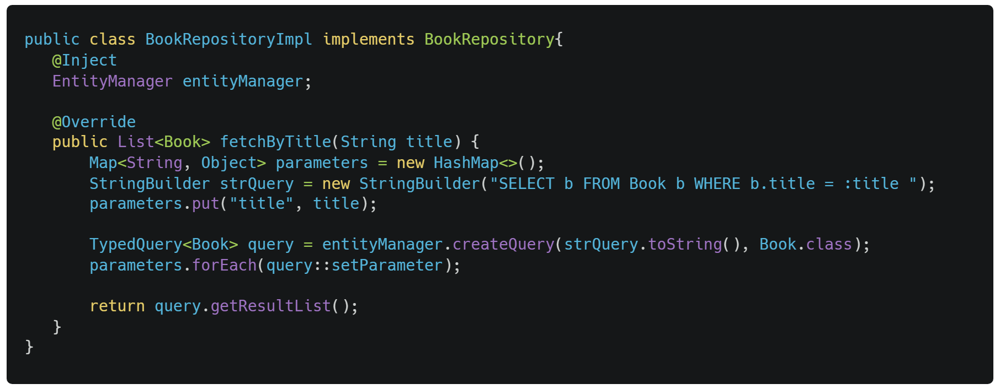 public class BookRepositoryImpl implements BookRepository{
   @Inject
   EntityManager entityManager;

   @Override
   public List<Book> fetchByTitle(String title) {
       Map<String, Object> parameters = new HashMap<>();
       StringBuilder strQuery = new StringBuilder("SELECT b FROM Book b WHERE b.title = :title ");
       parameters.put("title", title);

       TypedQuery<Book> query = entityManager.createQuery(strQuery.toString(), Book.class);
       parameters.forEach(query::setParameter);

       return query.getResultList();
   }
}